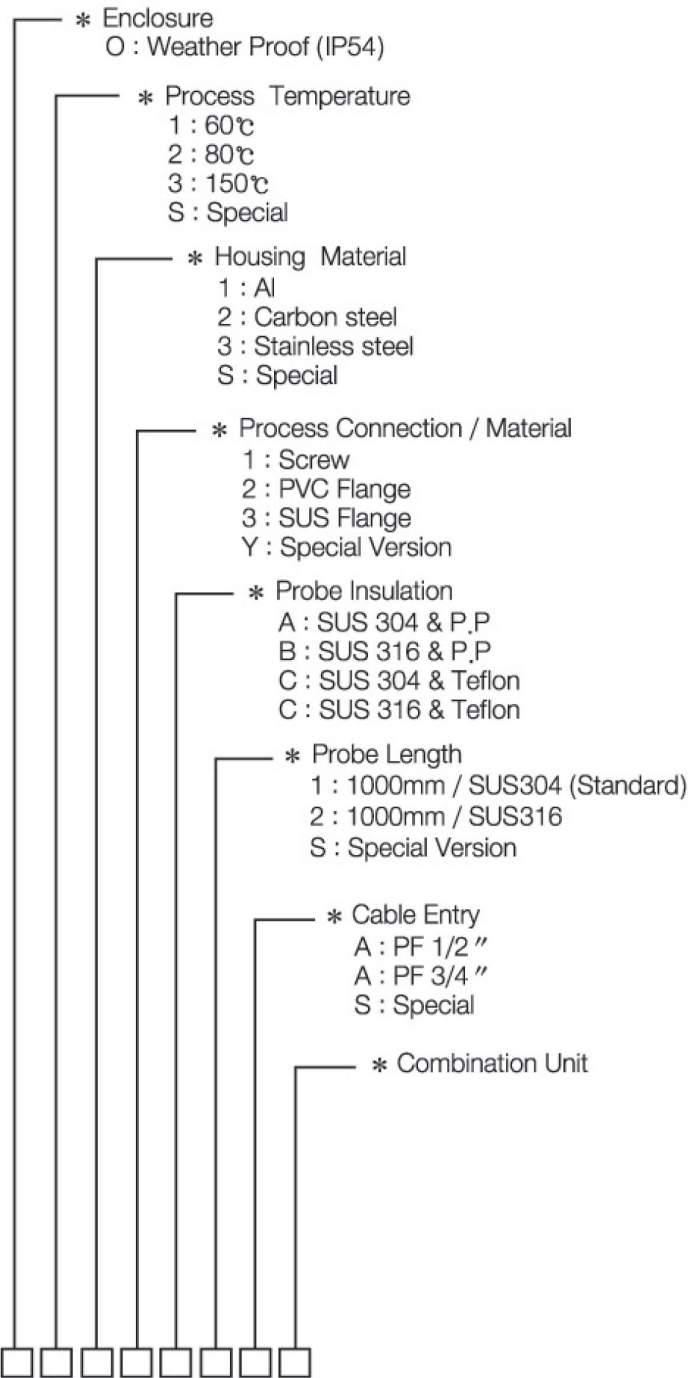 * Enclosure
O : Weather Proof (IP54)
* Process Temperature
1 : 60℃
2 : 80℃
3 : 150℃
S : Special
* Housing Material
1 : Al
2 : Carbon steel
3 : Stainless steel
S : Special
* Process Connection / Material
1 : Screw
2 : PVC Flange
3 : SUS Flange
Y : Special Version
* Probe Insulation
A : SUS 304 & P.P
B : SUS 316 & P.P
C : SUS 304 & Teflon
C : SUS 316 & Teflon
* Probe Length
1 : 1000mm / SUS304 (Standard)
2 : 1000mm / SUS316
S : Special Version
* Cable Entry
A : PF 1/2 ″
A : PF 3/4 ″
S : Special
* Combination Unit